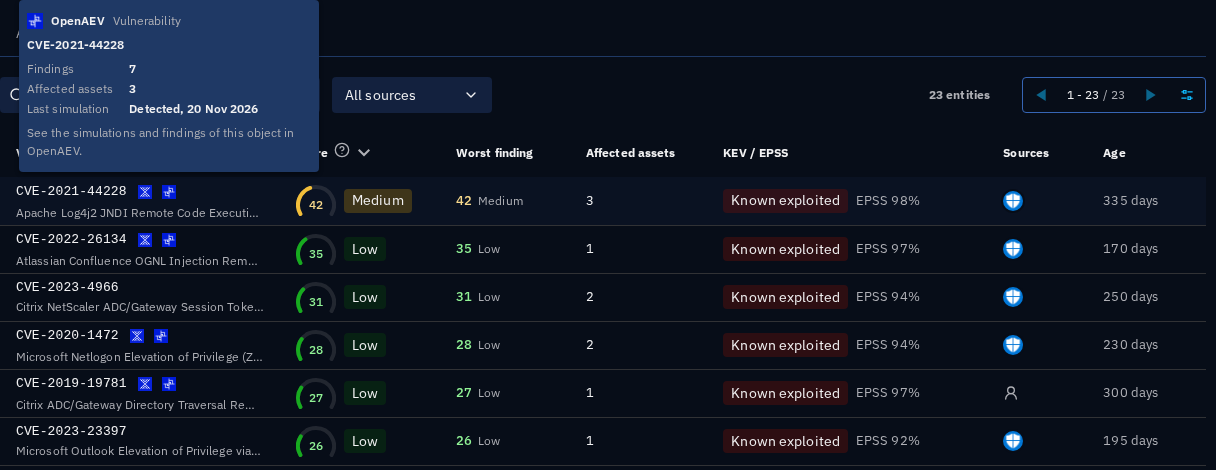 OpenAEV Vulnerability
CVE-2021-44228
Findings 7
Affected assets 3
Last simulation Detected, 20 Nov 2026
See the simulations and findings of this object in
OpenAEV.
All sources
23 entities
1 - 23 / 23
Worst finding Affected assets KEV / EPSS Sources Age
CVE-2021-44228
Apache Log4j2 JNDI Remote Code Executi…
42 Medium 42 Medium 3 Known exploited EPSS 98% 335 days
CVE-2022-26134
Atlassian Confluence OGNL Injection Rem…
35 Low 35 Low 1 Known exploited EPSS 97% 170 days
CVE-2023-4966
Citrix NetScaler ADC/Gateway Session Toke…
31 Low 31 Low 2 Known exploited EPSS 94% 250 days
CVE-2020-1472
Microsoft Netlogon Elevation of Privilege (Z…
28 Low 28 Low 2 Known exploited EPSS 94% 230 days
CVE-2019-19781
Citrix ADC/Gateway Directory Traversal Re…
27 Low 27 Low 1 Known exploited EPSS 97% 300 days
CVE-2023-23397
Microsoft Outlook Elevation of Privilege via…
26 Low 26 Low 1 Known exploited EPSS 92% 195 days